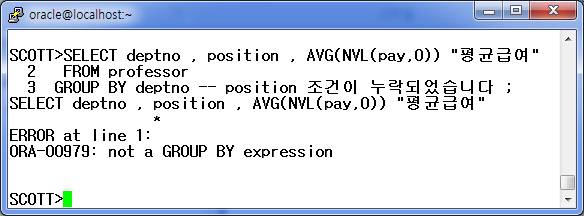 oracle@localhost:~
SCOTT>SELECT deptno , position , AVG(NVL(pay,0)) "평균급여"
2 FROM professor
3 GROUP BY deptno -- position 조건이 누락되었습니다 ;
SELECT deptno , position , AVG(NVL(pay,0)) "평균급여"
*
ERROR at line 1:
ORA-00979: not a GROUP BY expression
SCOTT>